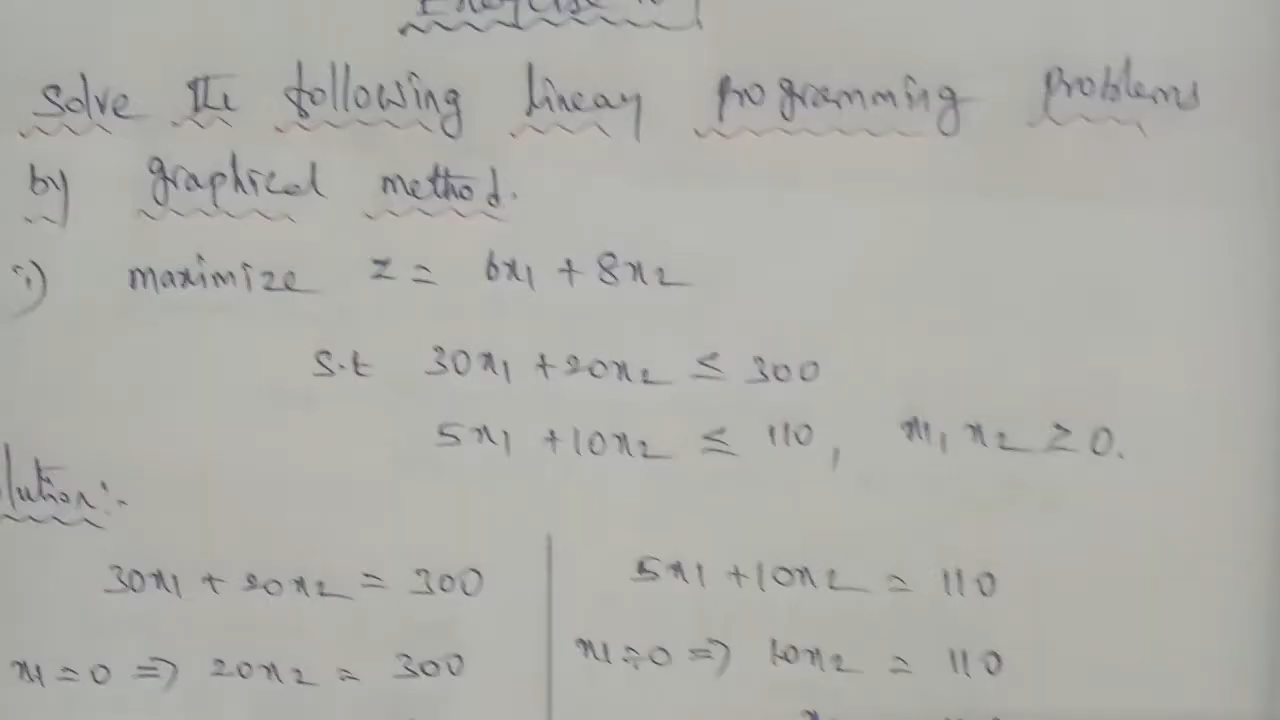 Solve the following linear programming problems
by graphical method.
i) maximize z = 6x1 + 8x2
S.t 30x1 + 20x2 ≤ 300
5x1 + 10x2 ≤ 110, x1, x2 ≥ 0.
lution:-
30x1 + 20x2 = 300
x1 = 0 ⇒ 20x2 = 300
5x1 + 10x2 = 110
x1 = 0 ⇒ 10x2 = 110